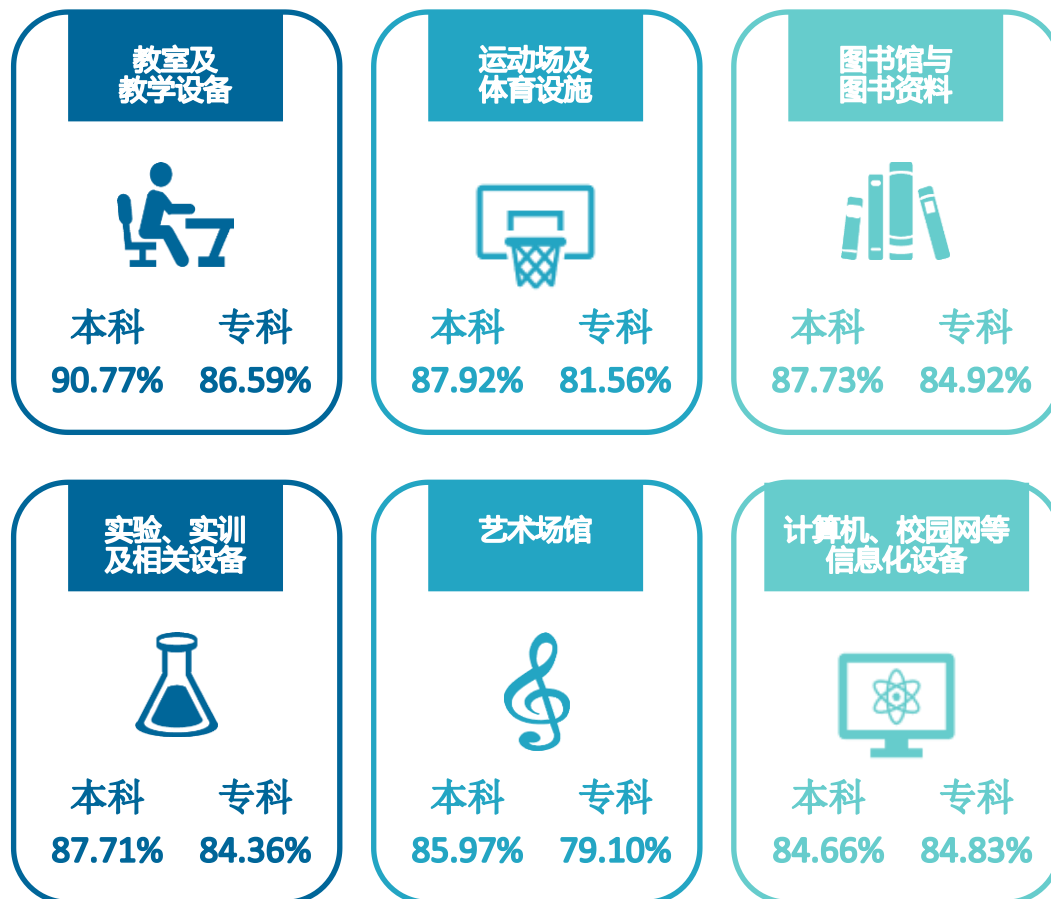 教室及
教学设备
本科 专科
90.77% 86.59%
运动场及
体育设施
本科 专科
87.92% 81.56%
图书馆与
图书资料
本科 专科
87.73% 84.92%
实验、实训
及相关设备
本科 专科
87.71% 84.36%
艺术场馆
本科 专科
85.97% 79.10%
计算机、校园网等
信息化设备
本科 专科
84.66% 84.83%